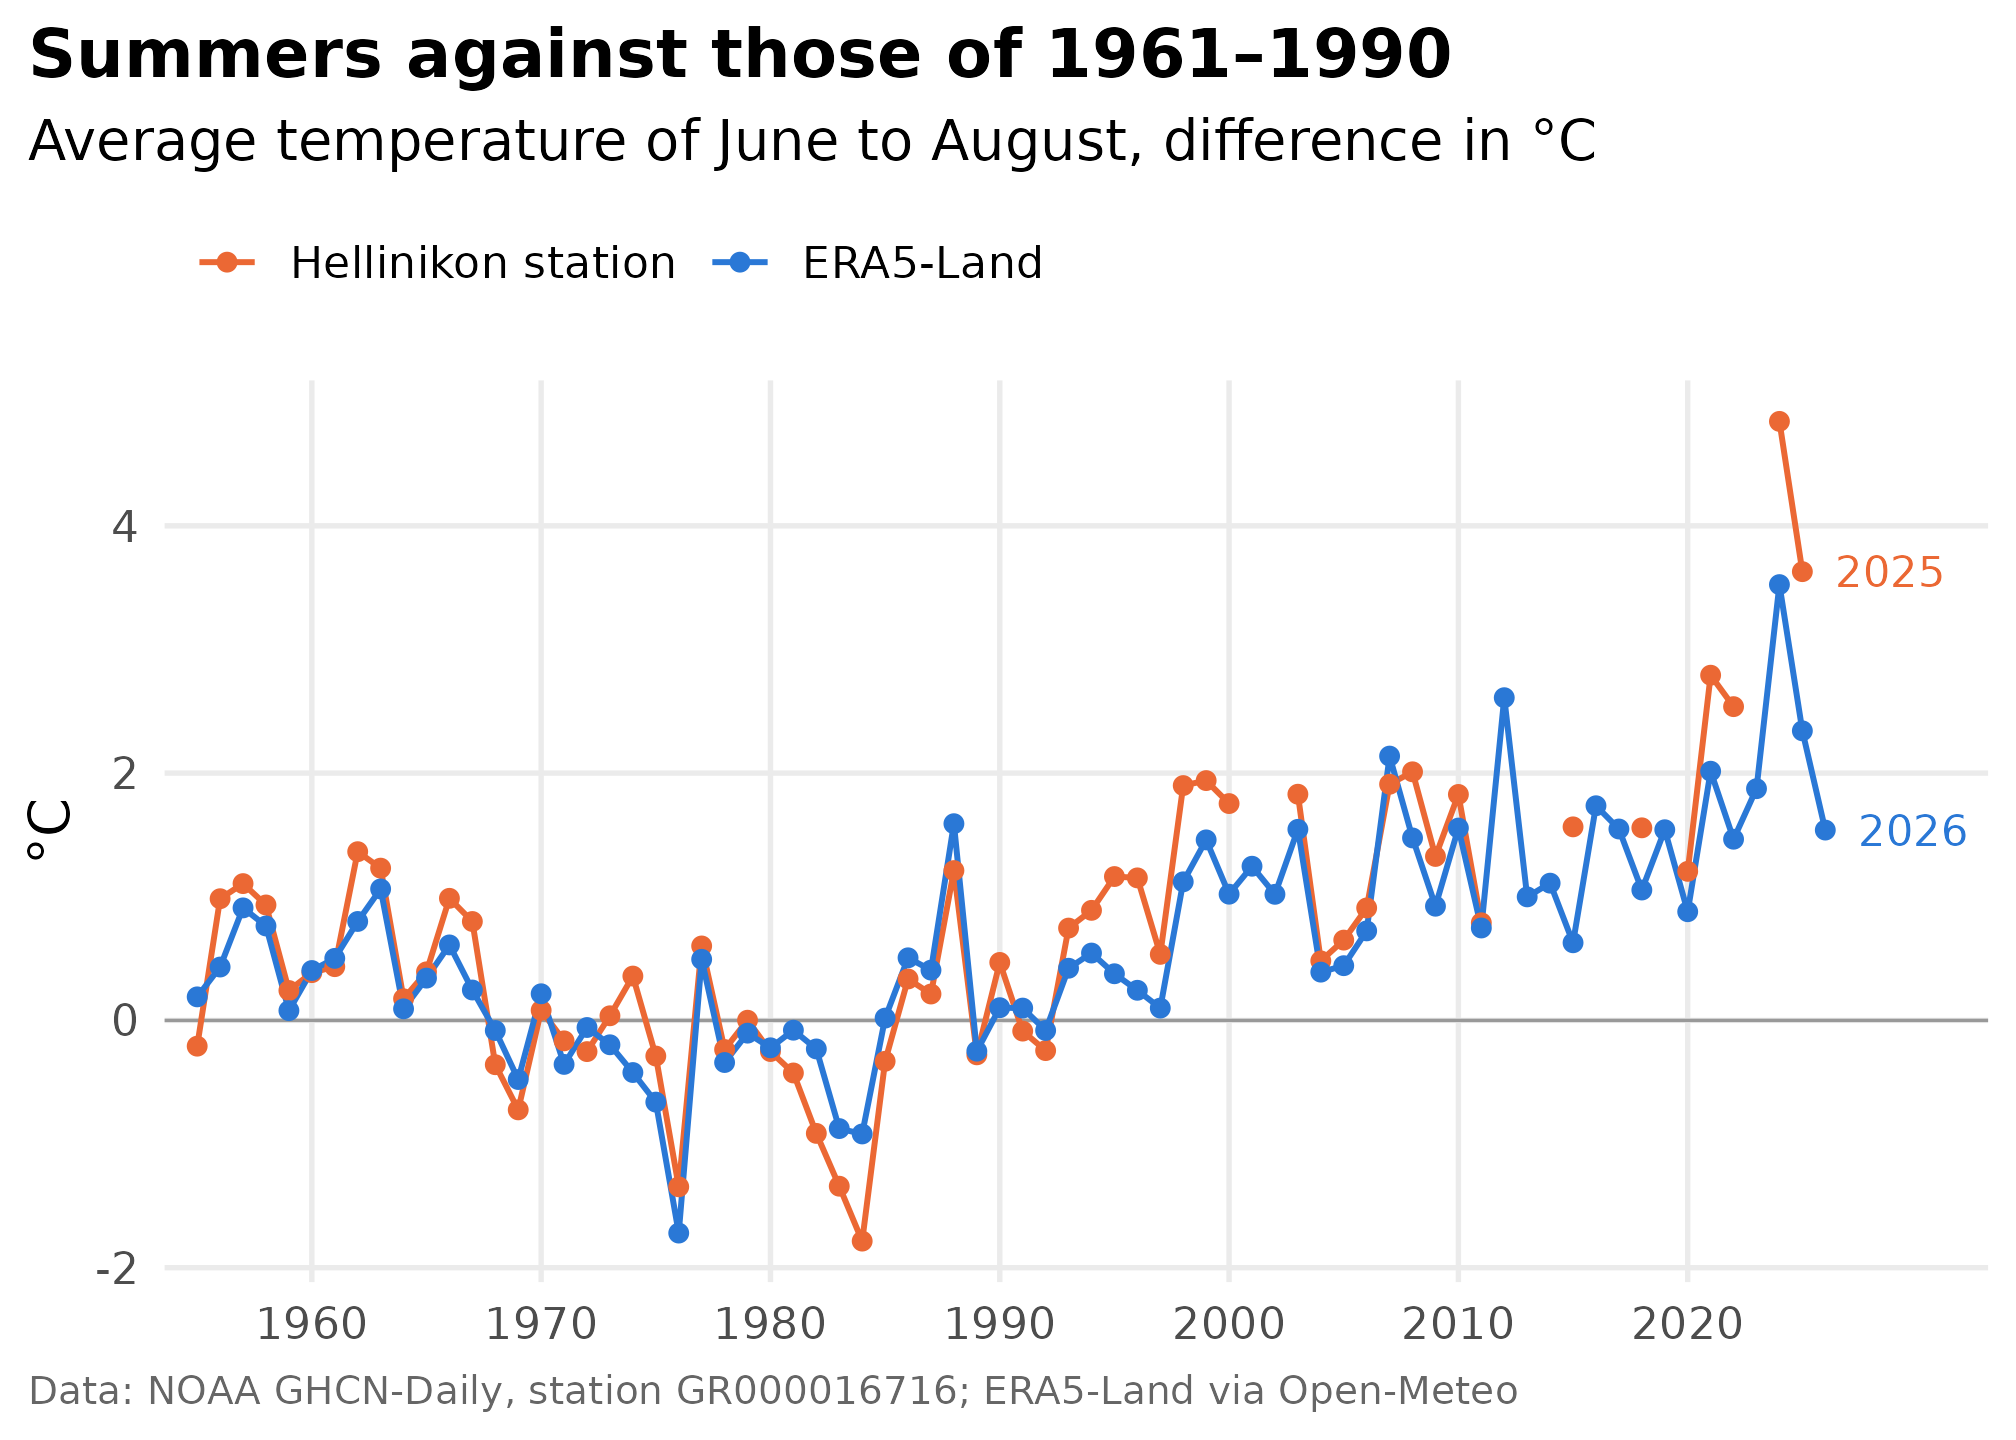 Summers against those of 1961–1990
Average temperature of June to August, difference in °C
Hellinikon station
ERA5-Land
4
2
0
-2
°C
2025
2026
1960
1970
1980
1990
2000
2010
2020
Data: NOAA GHCN-Daily, station GR000016716; ERA5-Land via Open-Meteo